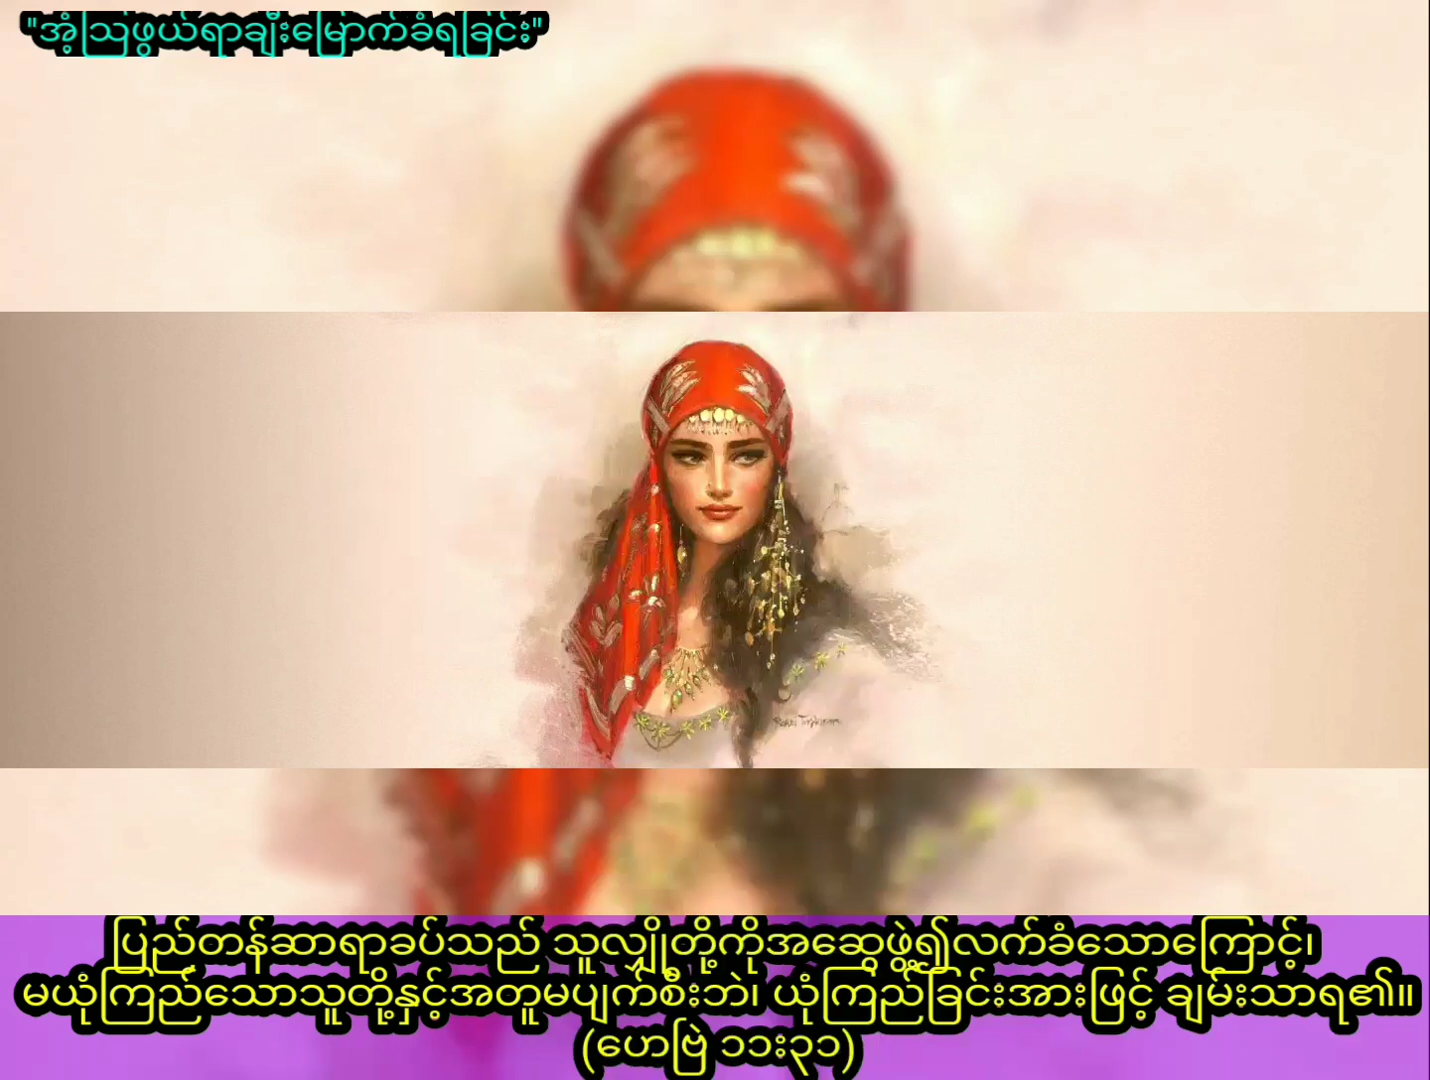 "အံ့ဩဖွယ်ရာချီးမြှောက်ခံရခြင်း"
ပြည်တန်ဆာရာခပ်သည် သူလျှိုတို့ကိုအဆွေဖွဲ့၍လက်ခံသောကြောင့်၊
မယုံကြည်သောသူတို့နှင့်အတူမပျက်စီးဘဲ၊ ယုံကြည်ခြင်းအားဖြင့် ချမ်းသာရ၏။
(ဟေဗြဲ ၁၁း၃၁)